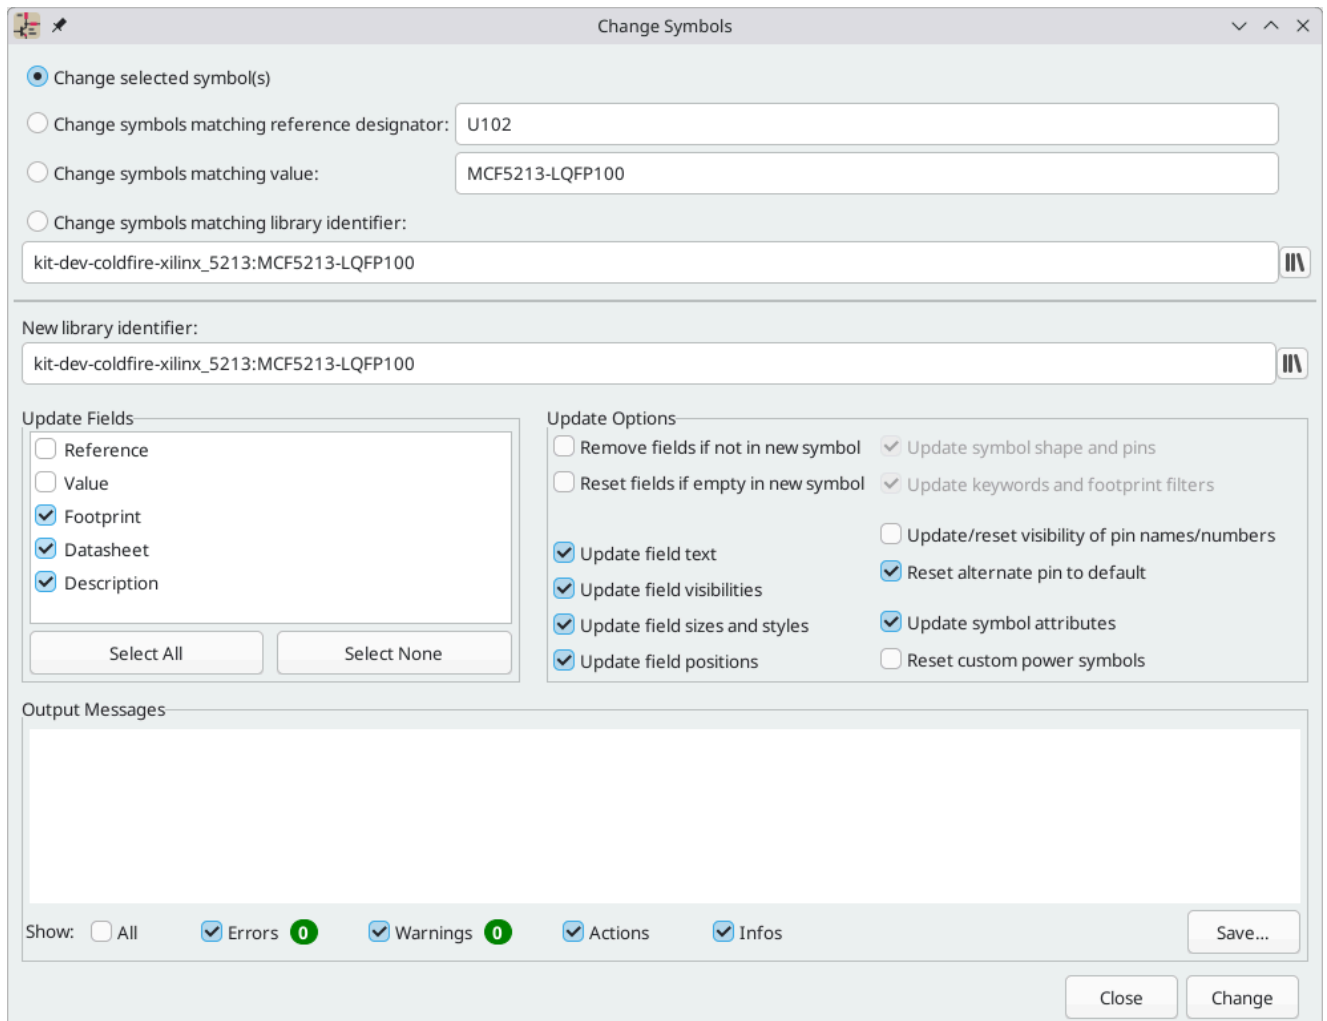 Change Symbols
Change selected symbol(s)
Change symbols matching reference designator: U102
Change symbols matching value: MCF5213-LQFP100
Change symbols matching library identifier:
kit-dev-coldfire-xilinx_5213:MCF5213-LQFP100
New library identifier:
kit-dev-coldfire-xilinx_5213:MCF5213-LQFP100
Update Fields
Reference
Value
Footprint
Datasheet
Description
Select All Select None
Update Options
Remove fields if not in new symbol
Reset fields if empty in new symbol
Update field text
Update field visibilities
Update field sizes and styles
Update field positions
Update symbol shape and pins
Update keywords and footprint filters
Update/reset visibility of pin names/numbers
Reset alternate pin to default
Update symbol attributes
Reset custom power symbols
Output Messages
Show: All Errors 0 Warnings 0 Actions Infos Save...
Close Change